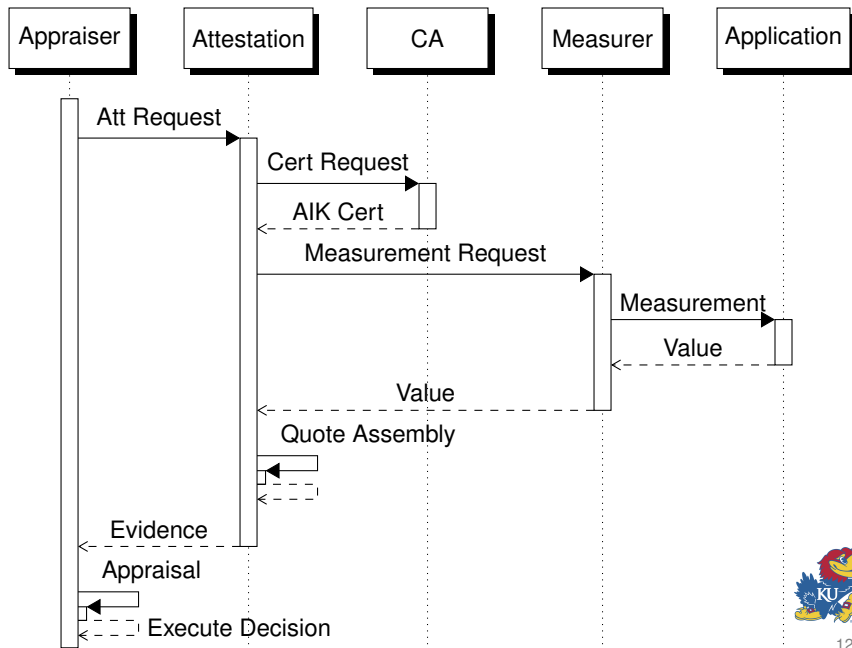 Appraiser Attestation CA Measurer Application
Att Request
Cert Request
AIK Cert
Measurement Request
Measurement
Value
Value
Quote Assembly
Evidence
Appraisal
KU
Execute Decision
12